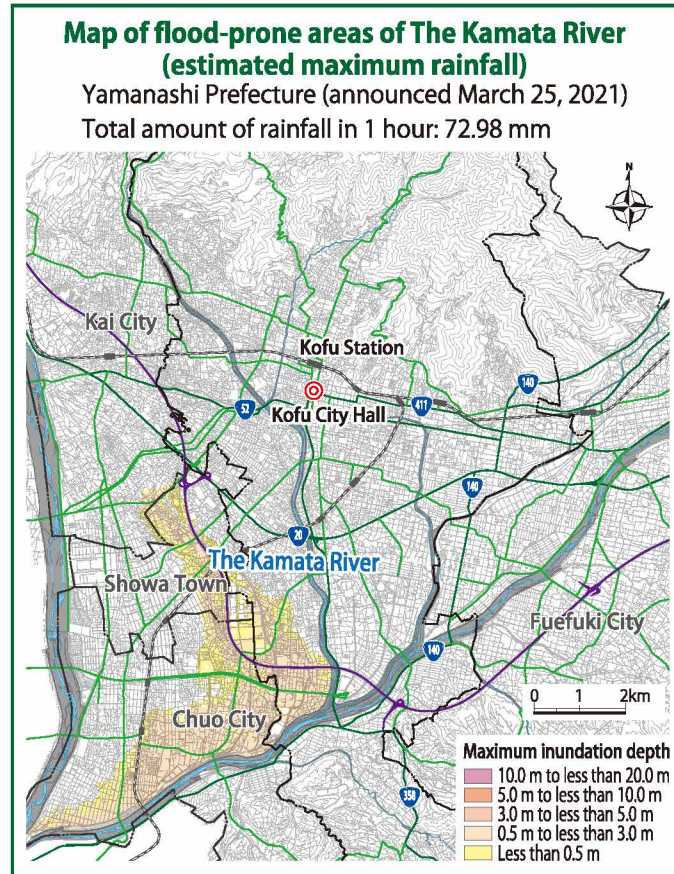 Map of flood-prone areas of The Kamata River
(estimated maximum rainfall)
Yamanashi Prefecture (announced March 25, 2021)
Total amount of rainfall in 1 hour: 72.98 mm
N
Kai City
Kofu Station
140
52
Kofu City Hall
411
140
20
The Kamata River
Showa Town
Fuefuki City
140
0 1 2km
Chuo City
358
Maximum inundation depth
10.0 m to less than 20.0 m
5.0 m to less than 10.0 m
3.0 m to less than 5.0 m
0.5 m to less than 3.0 m
Less than 0.5 m